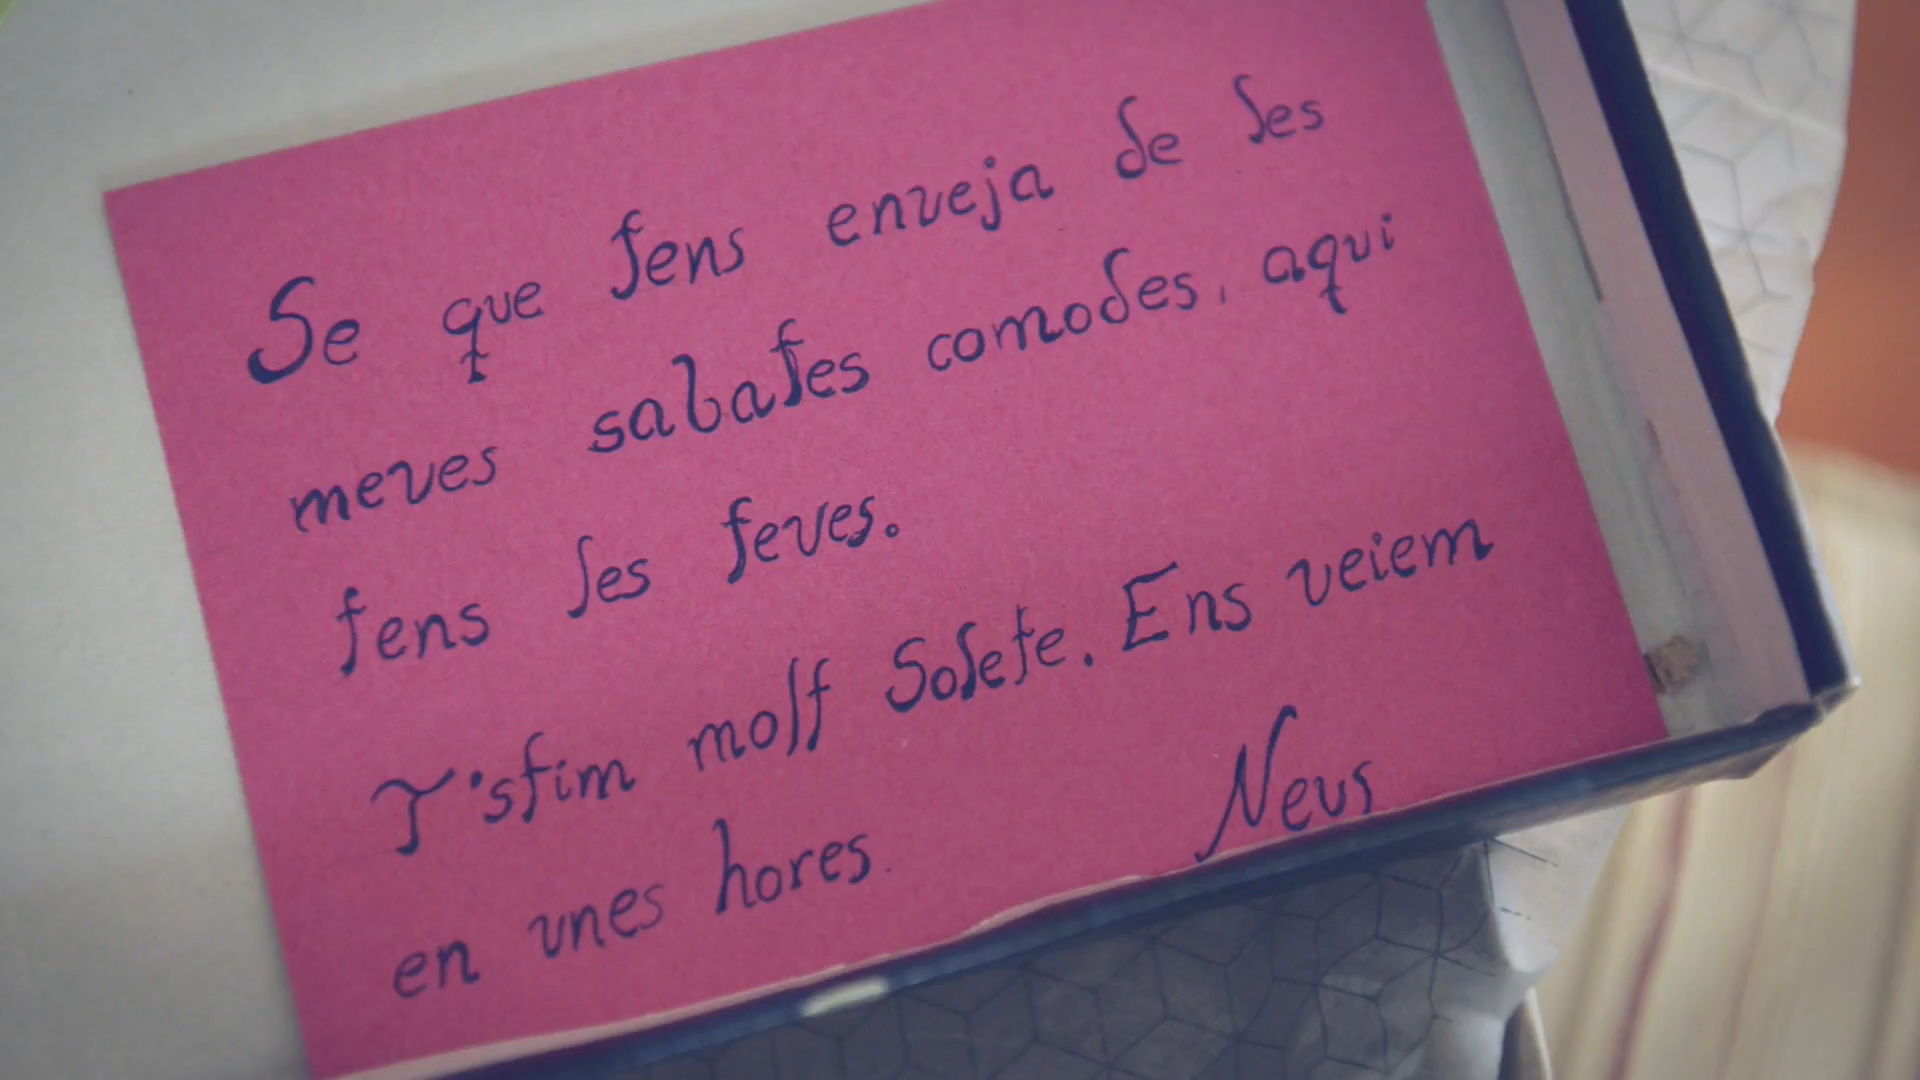 Se que tens enveja de les
meves sabates comodes, aqui
tens les teves.
T'stim molt Solete. Ens veiem
en unes hores.
Neus